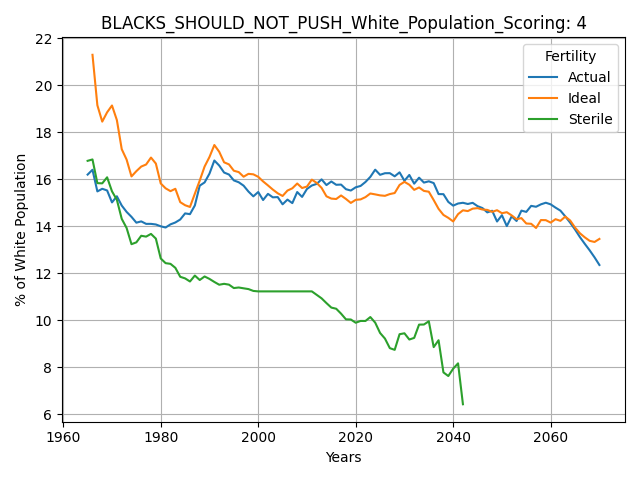 BLACKS_SHOULD_NOT_PUSH_White_Population_Scoring: 4
22
20
18
16
14
12
10
8
6
% of White Population
Fertility
Actual
Ideal
Sterile
1960
1980
2000
2020
2040
2060
Years